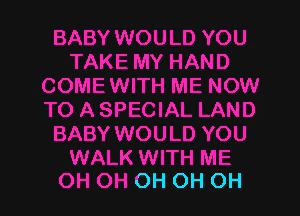 BABY WOULD YOU
TAKE MY HAND
COME WITH ME NOW
TO A SPECIAL LAND
BABY WOULD YOU
WALK WITH ME
OH OH OH OH OH